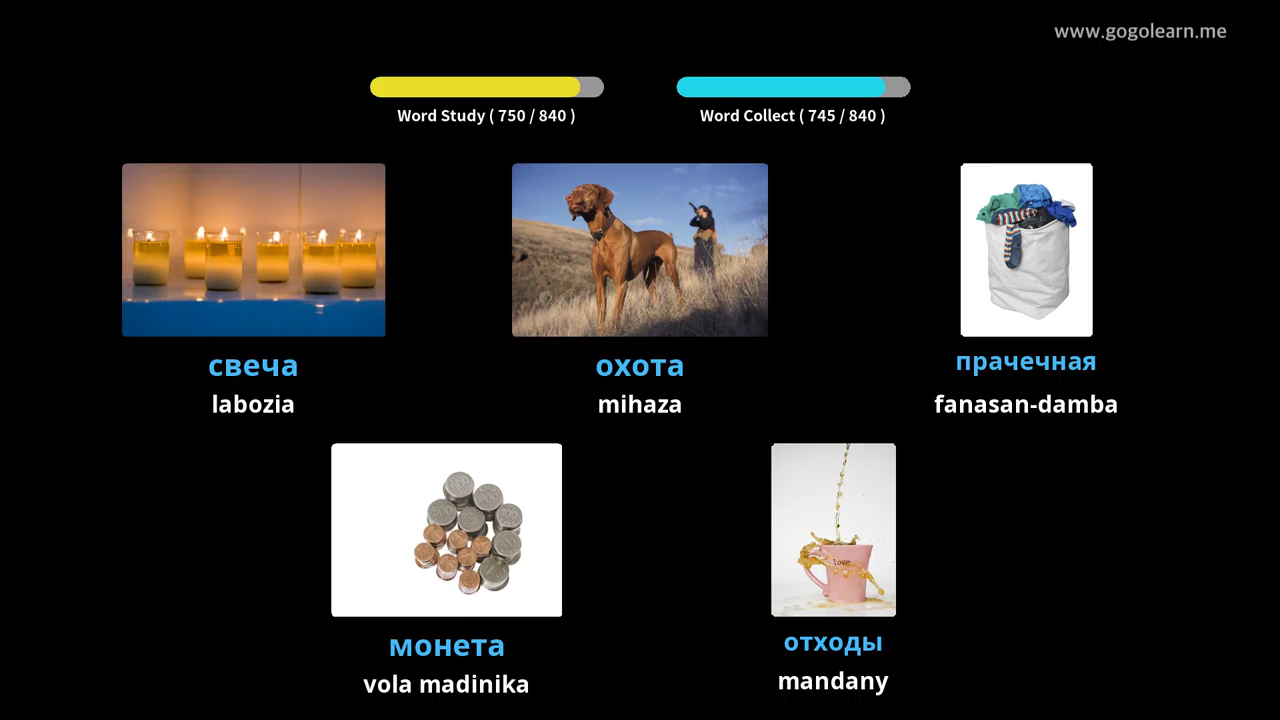 www.gogolearn.me
Word Study ( 750 / 840 )
Word Collect ( 745 / 840 )
свеча
labozia
охота
mihaza
прачечная
fanasan-damba
монета
vola madinika
love
отходы
mandany